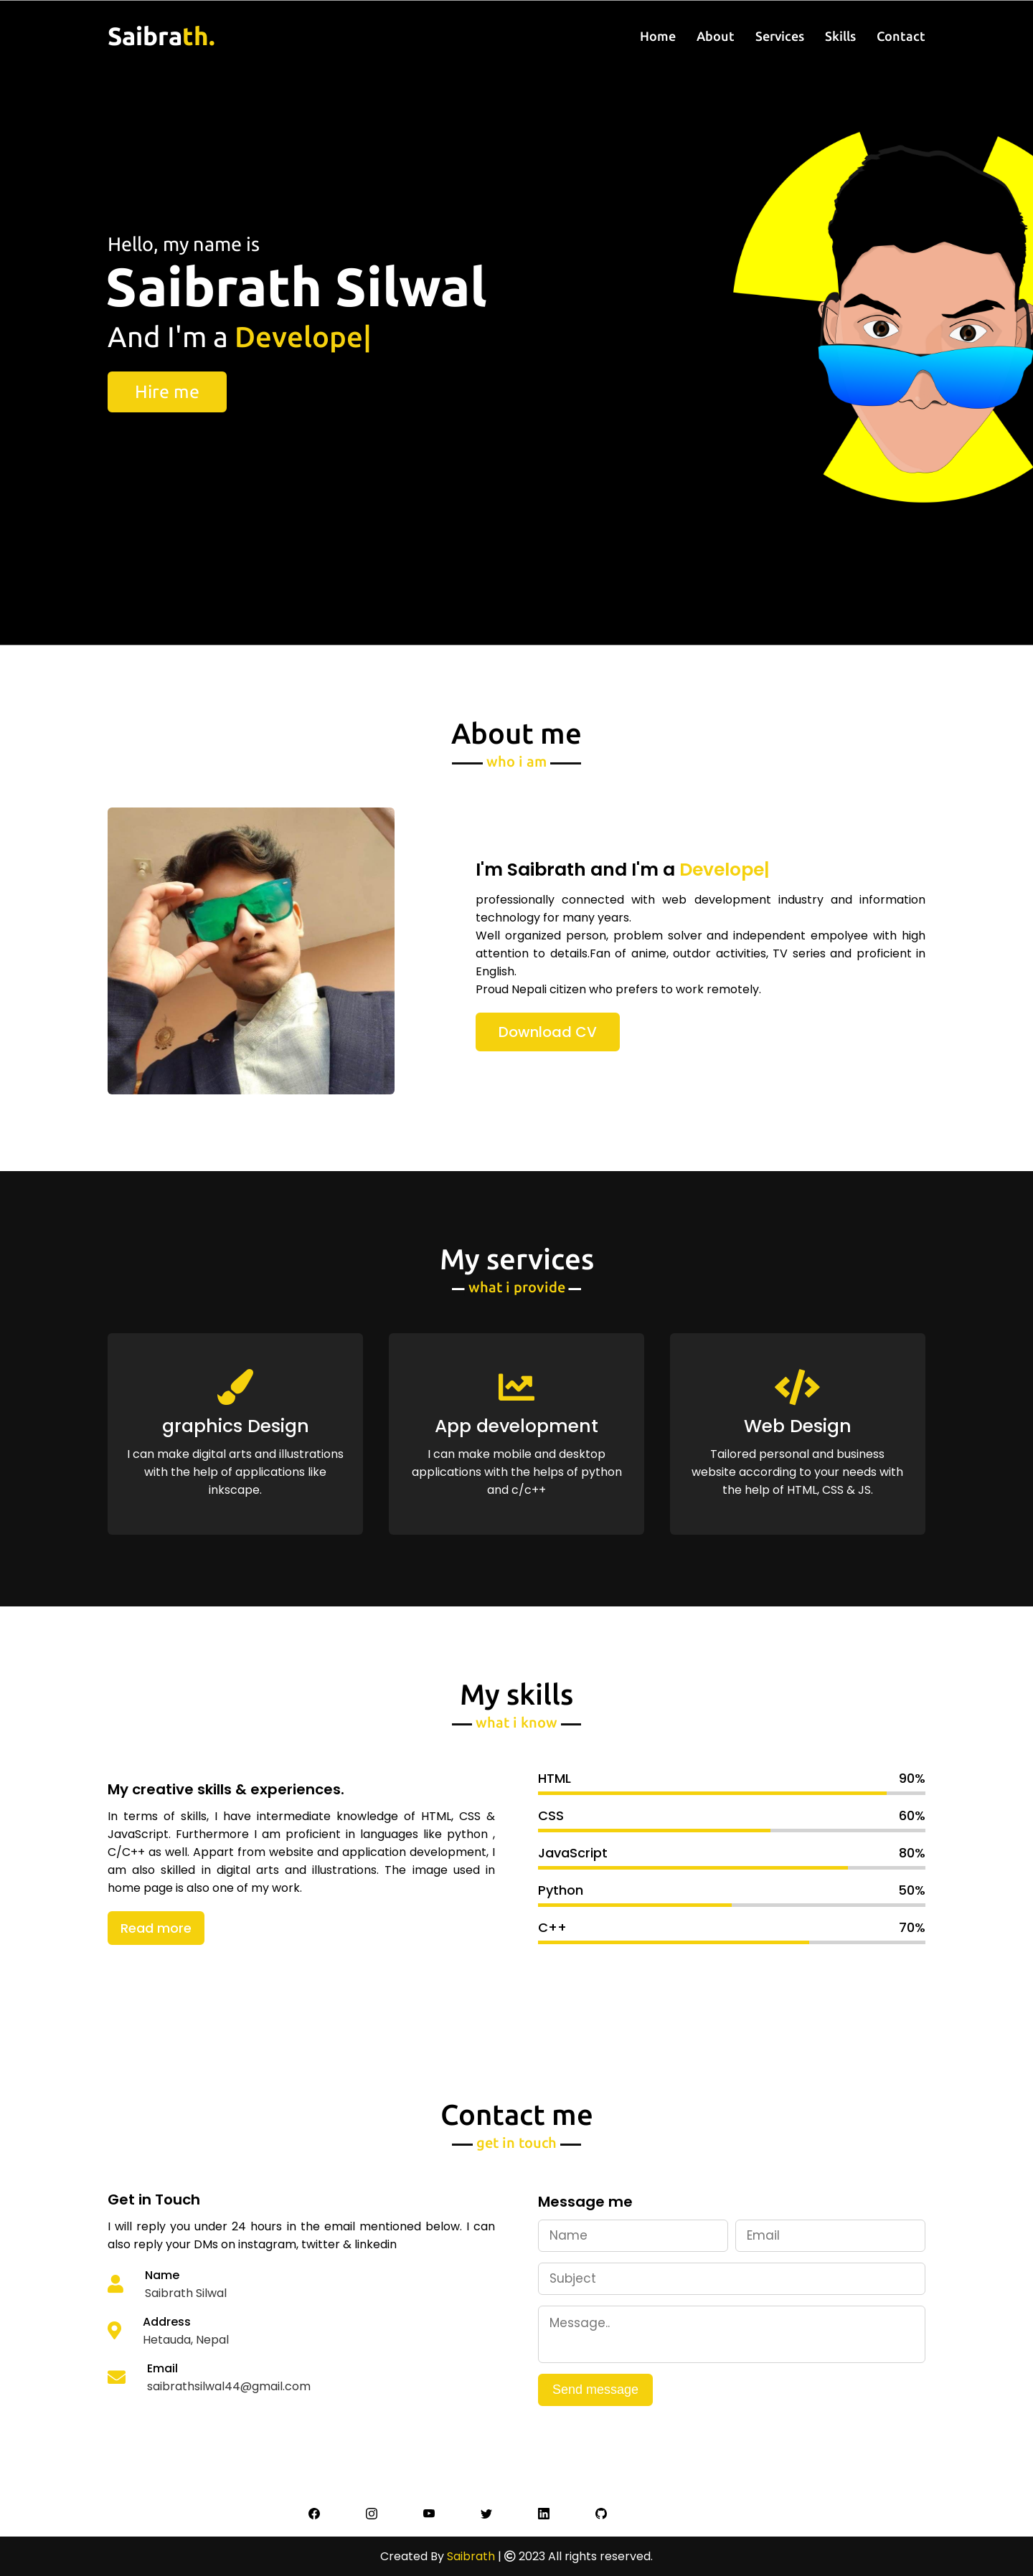 Saibrath.
Home About Services Skills Contact
Hello, my name is
Saibrath Silwal
And I'm a Develope|
Hire me
About me
who i am
I'm Saibrath and I'm a Develope|
professionally connected with web development industry and information
technology for many years.
Well organized person, problem solver and independent empolyee with high
attention to details.Fan of anime, outdor activities, TV series and proficient in
English.
Proud Nepali citizen who prefers to work remotely.
Download CV
My services
what i provide
graphics Design
I can make digital arts and illustrations
with the help of applications like
inkscape.
App development
I can make mobile and desktop
applications with the helps of python
and c/c++
Web Design
Tailored personal and business
website according to your needs with
the help of HTML, CSS & JS.
My skills
what i know
My creative skills & experiences.
In terms of skills, I have intermediate knowledge of HTML, CSS &
JavaScript. Furthermore I am proficient in languages like python ,
C/C++ as well. Appart from website and application development, I
am also skilled in digital arts and illustrations. The image used in
home page is also one of my work.
Read more
HTML 90%
CSS 60%
JavaScript 80%
Python 50%
C++ 70%
Contact me
get in touch
Get in Touch
I will reply you under 24 hours in the email mentioned below. I can
also reply your DMs on instagram, twitter & linkedin
Name
Saibrath Silwal
Address
Hetauda, Nepal
Email
saibrathsilwal44@gmail.com
Message me
Name Email
Subject
Message..
Send message
Created By Saibrath | © 2023 All rights reserved.